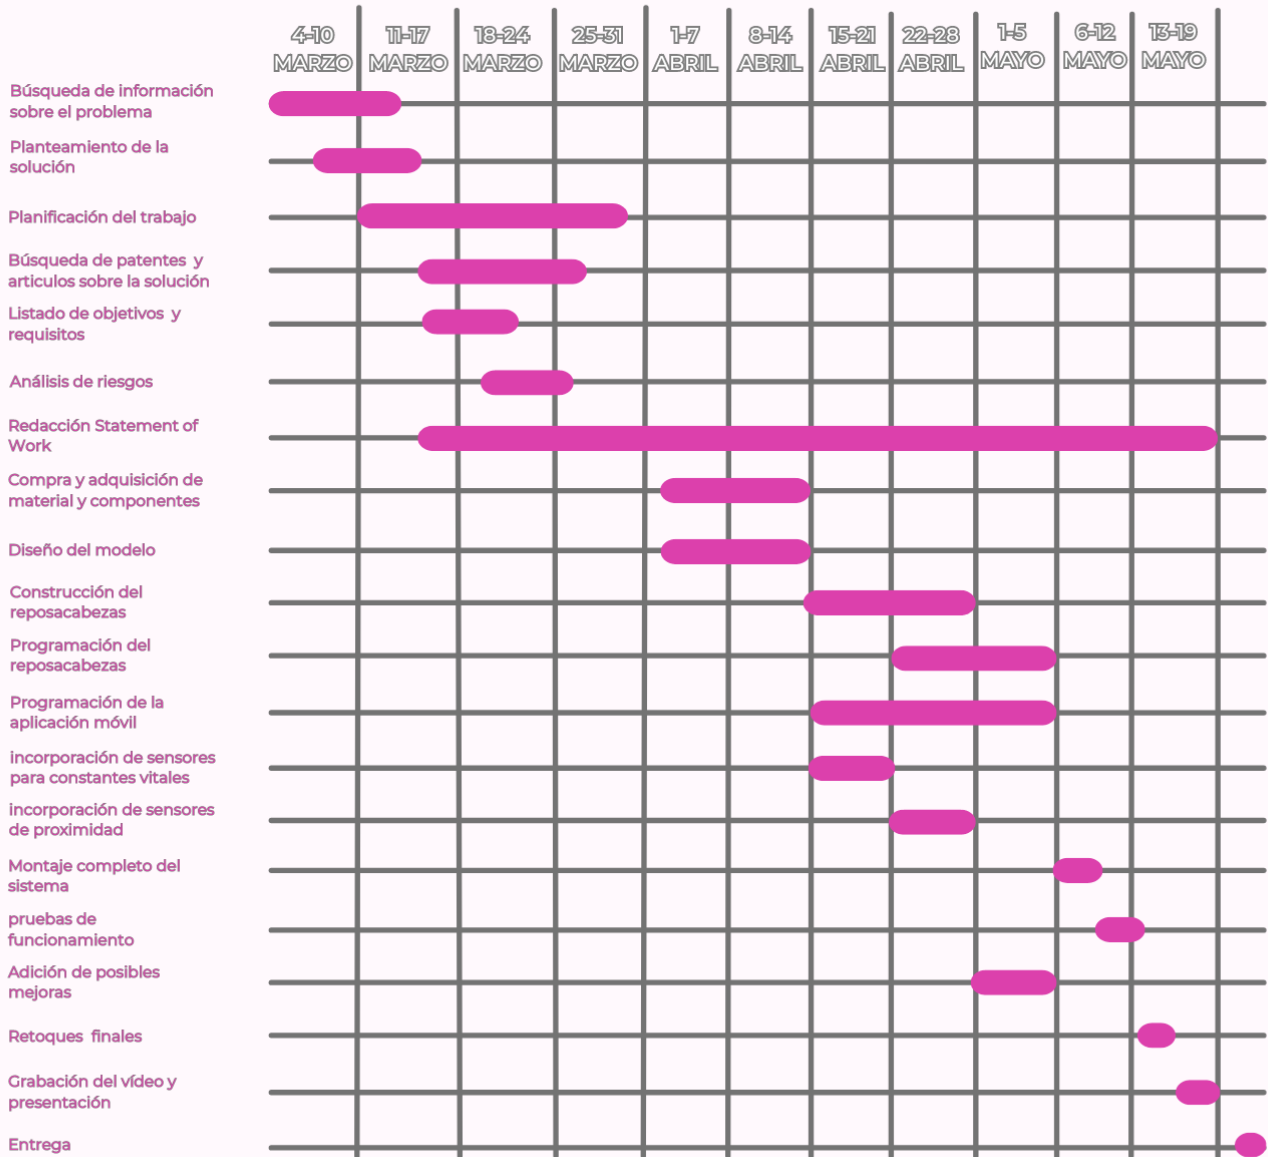 4-10 11-17 18-24 25-31 1-7 8-14 15-21 22-28 1-5 6-12 13-19
MARZO MARZO MARZO MARZO ABRIL ABRIL ABRIL ABRIL MAYO MAYO MAYO
Búsqueda de información
sobre el problema
Planteamiento de la
solución
Planificación del trabajo
Búsqueda de patentes y
articulos sobre la solución
Listado de objetivos y
requisitos
Análisis de riesgos
Redacción Statement of
Work
Compra y adquisición de
material y componentes
Diseño del modelo
Construcción del
reposacabezas
Programación del
reposacabezas
Programación de la
aplicación móvil
incorporación de sensores
para constantes vitales
incorporación de sensores
de proximidad
Montaje completo del
sistema
pruebas de
funcionamiento
Adición de posibles
mejoras
Retoques finales
Grabación del vídeo y
presentación
Entrega